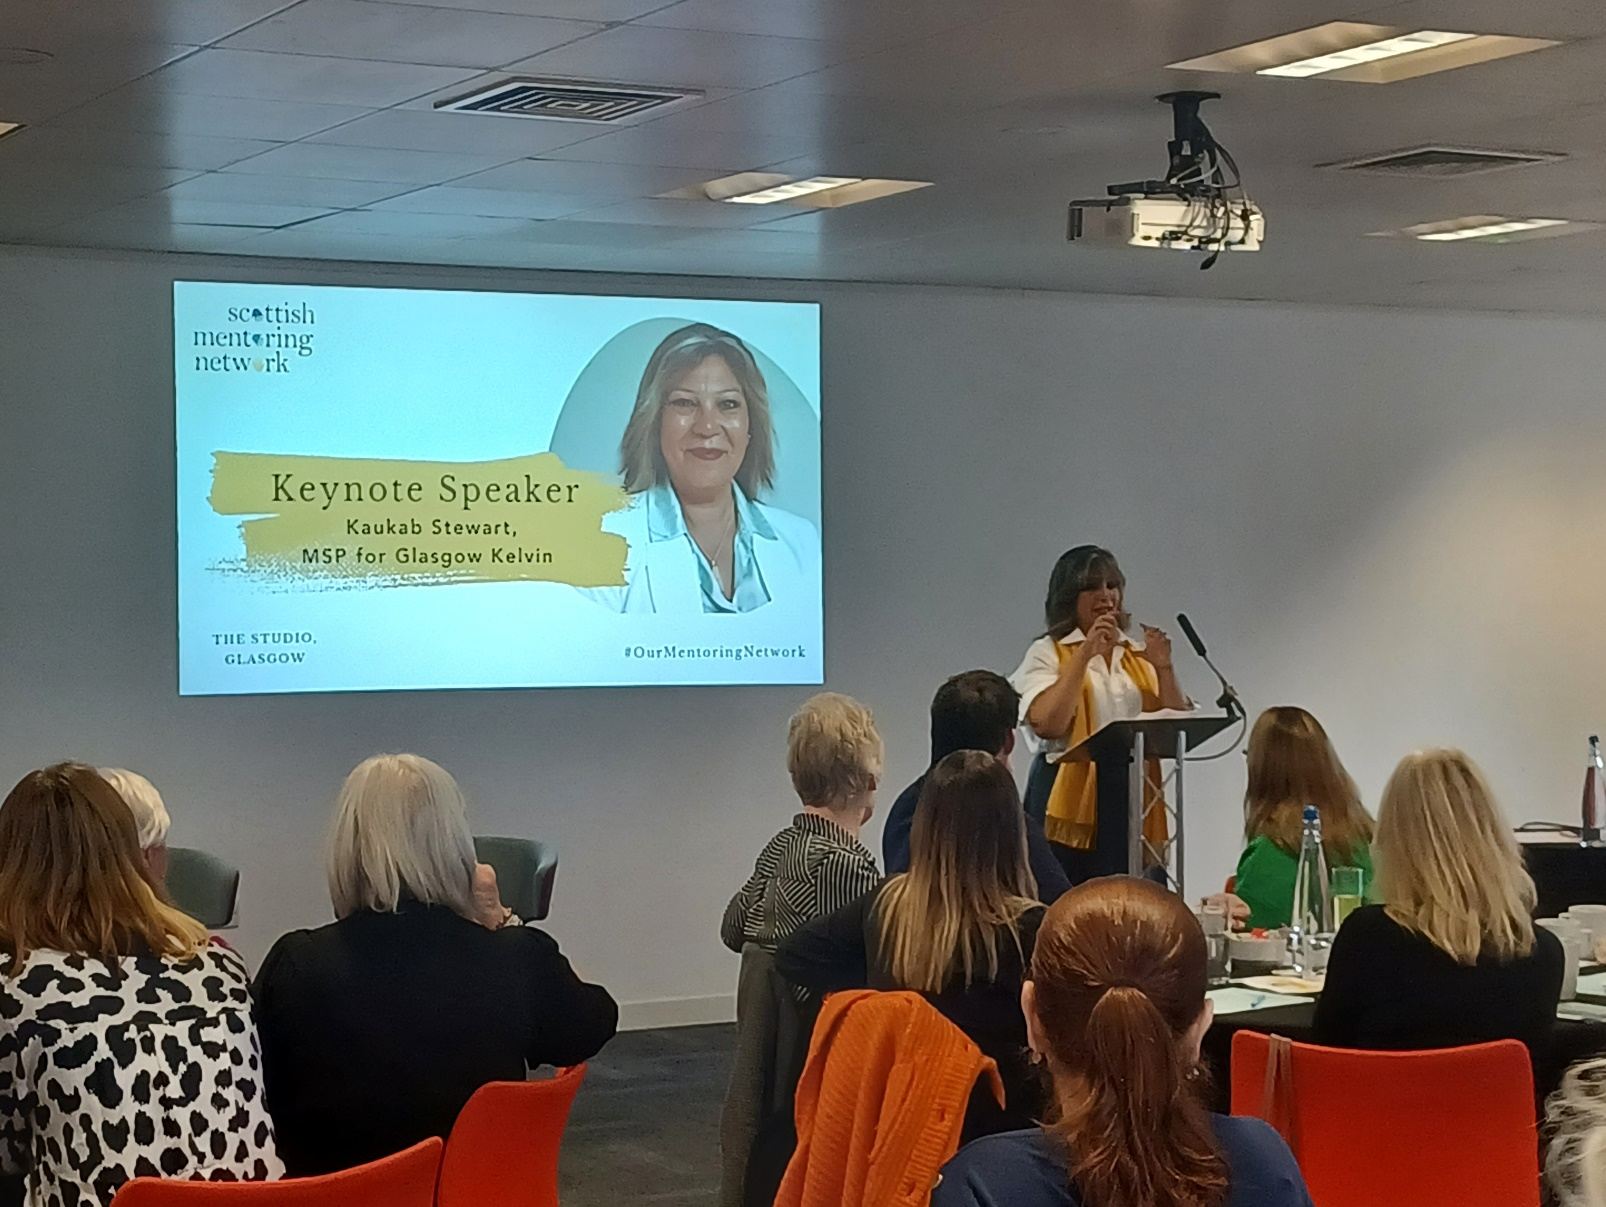 scottish
mentoring
network
Keynote Speaker
Kaukab Stewart,
MSP for Glasgow Kelvin
THE STUDIO,
GLASGOW
#OurMentoringNetwork